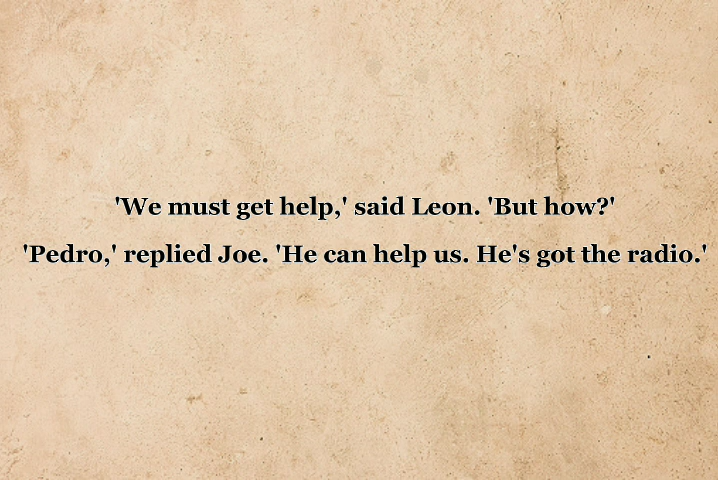 'We must get help,' said Leon. 'But how?'
'Pedro,' replied Joe. 'He can help us. He's got the radio.'